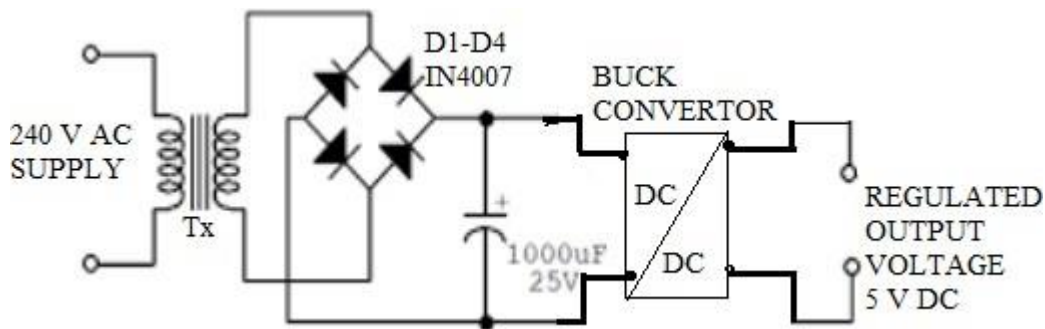 D1-D4
IN4007
BUCK
CONVERTOR
240 V AC
SUPPLY
Tx
+
1000uF
25V
DC
DC
REGULATED
OUTPUT
VOLTAGE
5 V DC